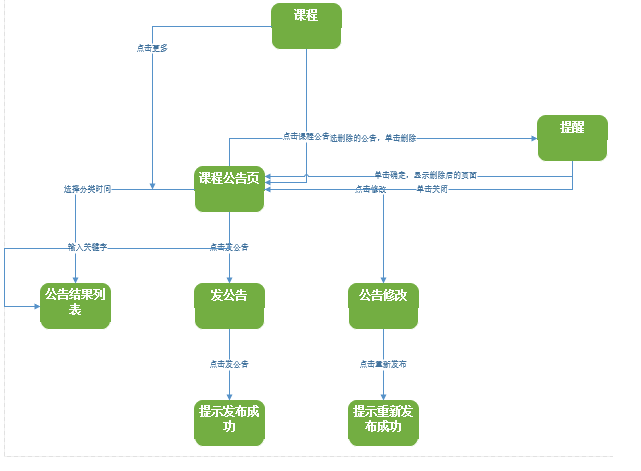 课程
点击更多
提醒
点击课程公告
选删除的公告，单击删除
课程公告页
单击确定，显示删除后的页面
选择分类时间
点击修改
单击关闭
输入关键字
点击发公告
公告结果列
表
发公告
公告修改
点击发公告
点击重新发布
提示发布成
功
提示重新发
布成功